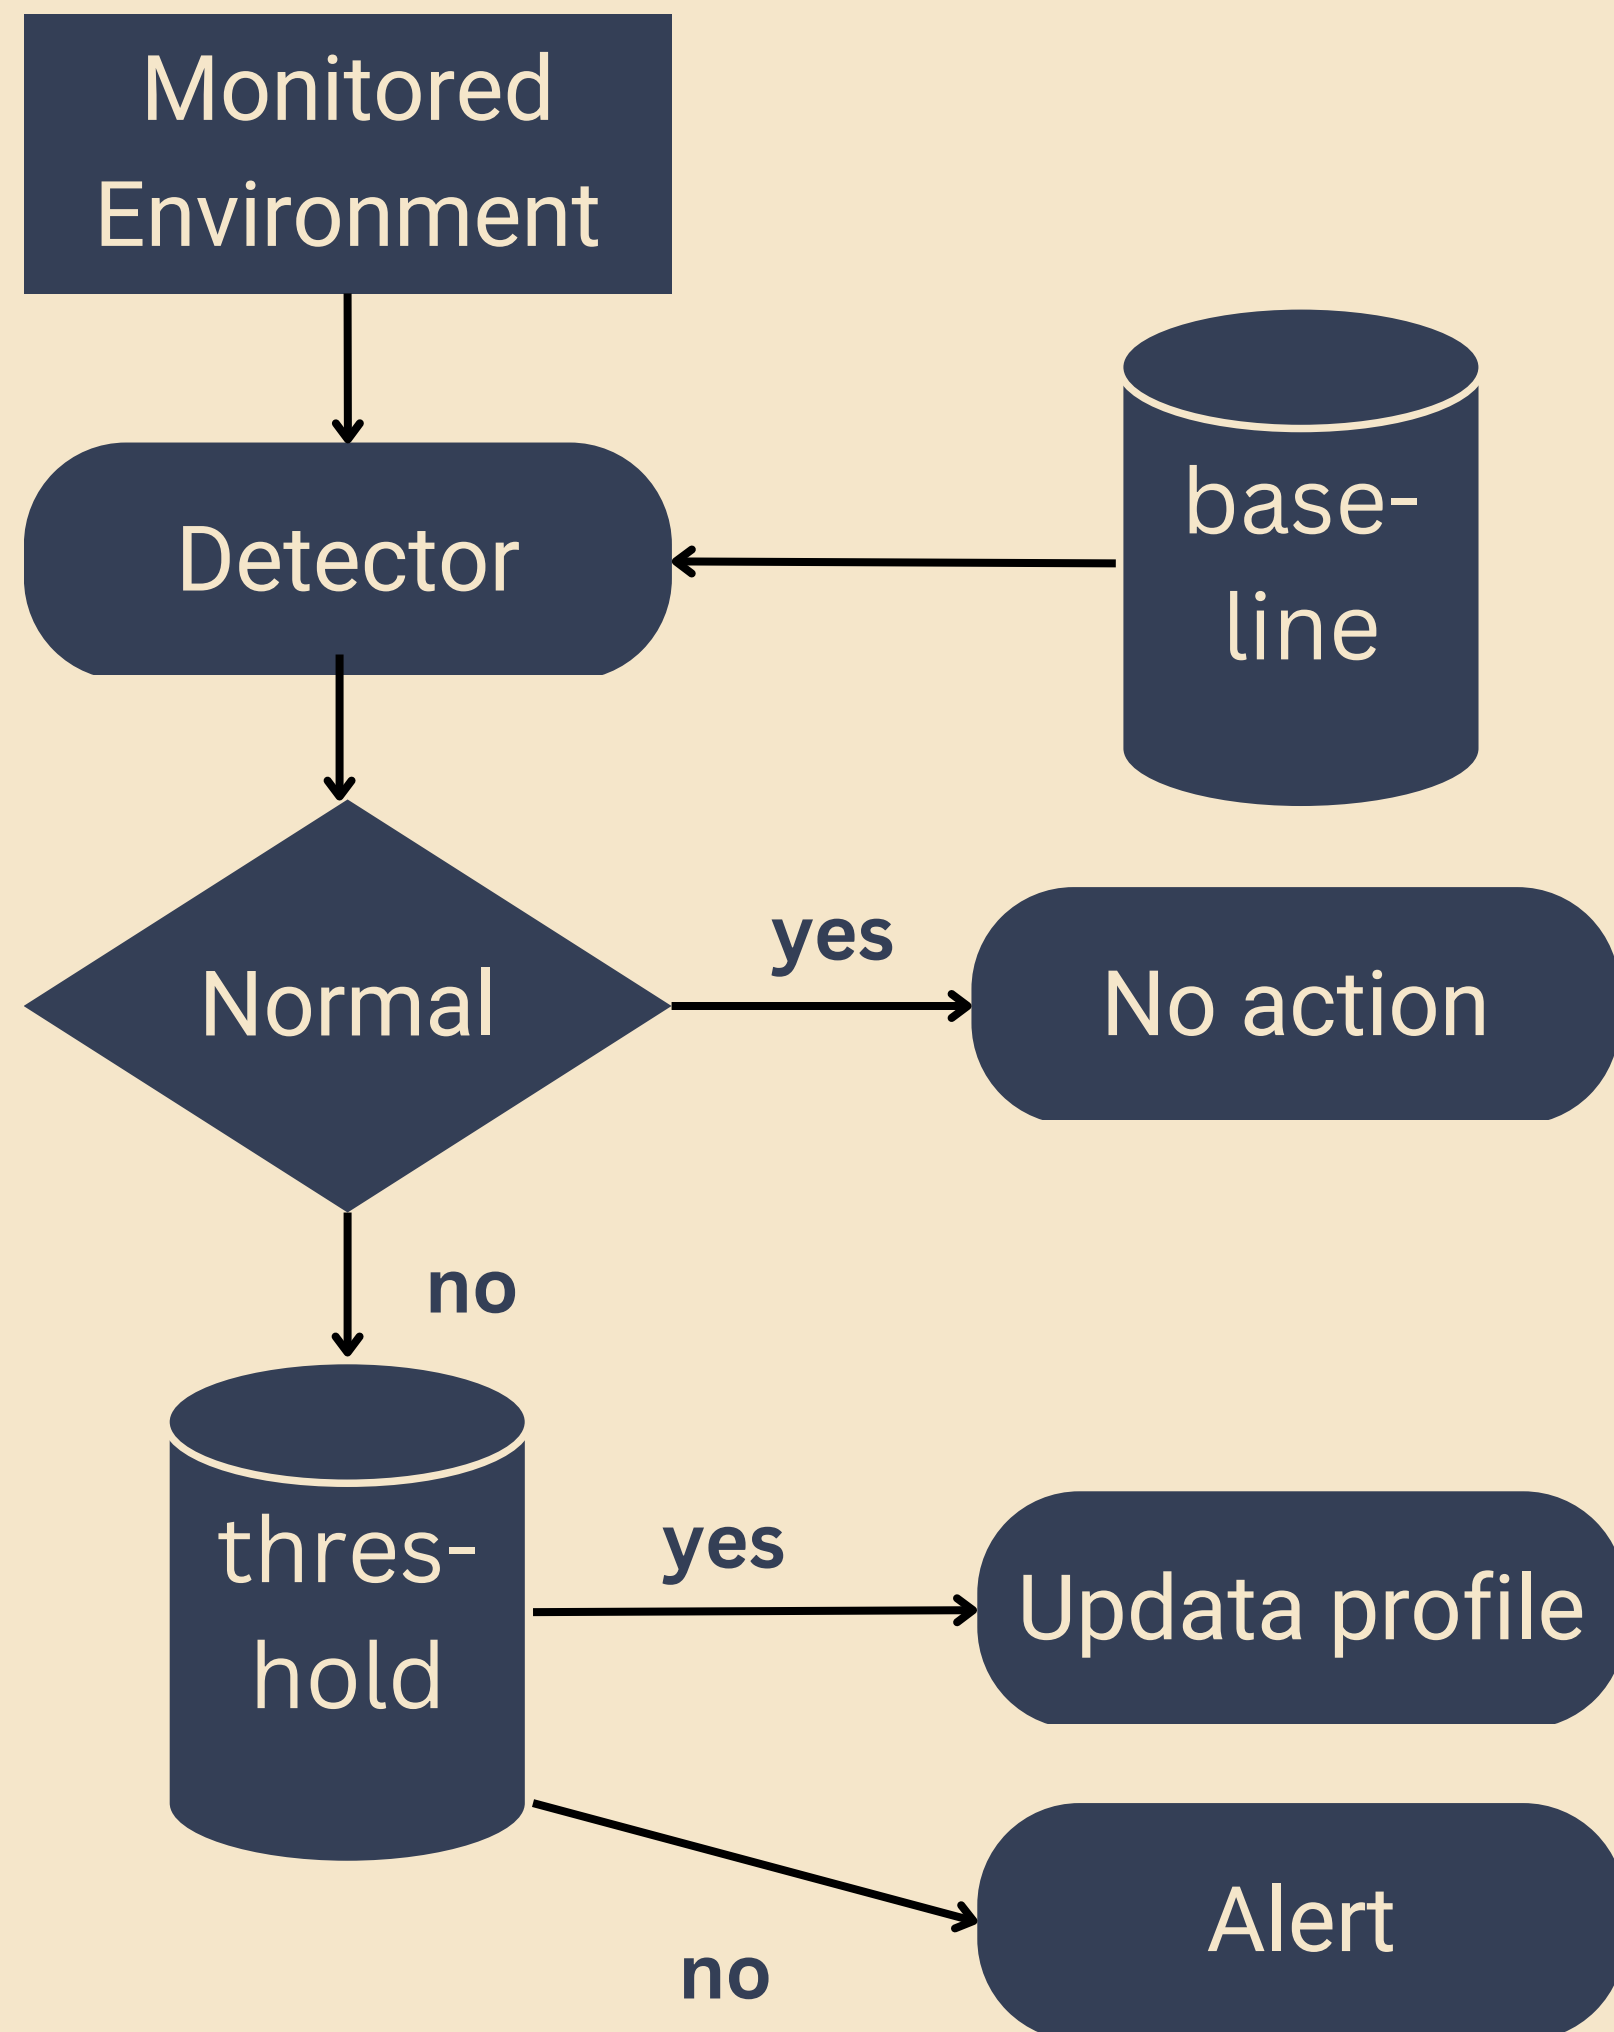 Monitored
Environment
base-
line
Detector
yes
Normal
No action
no
thres-
hold
yes
Updata profile
Alert
no